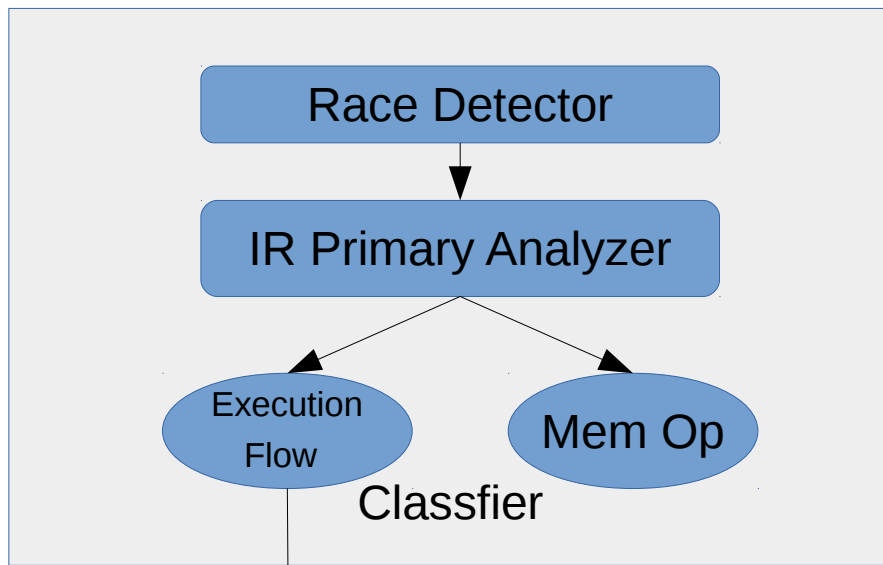 Race Detector
IR Primary Analyzer
Execution
Flow
Mem Op
Classfier